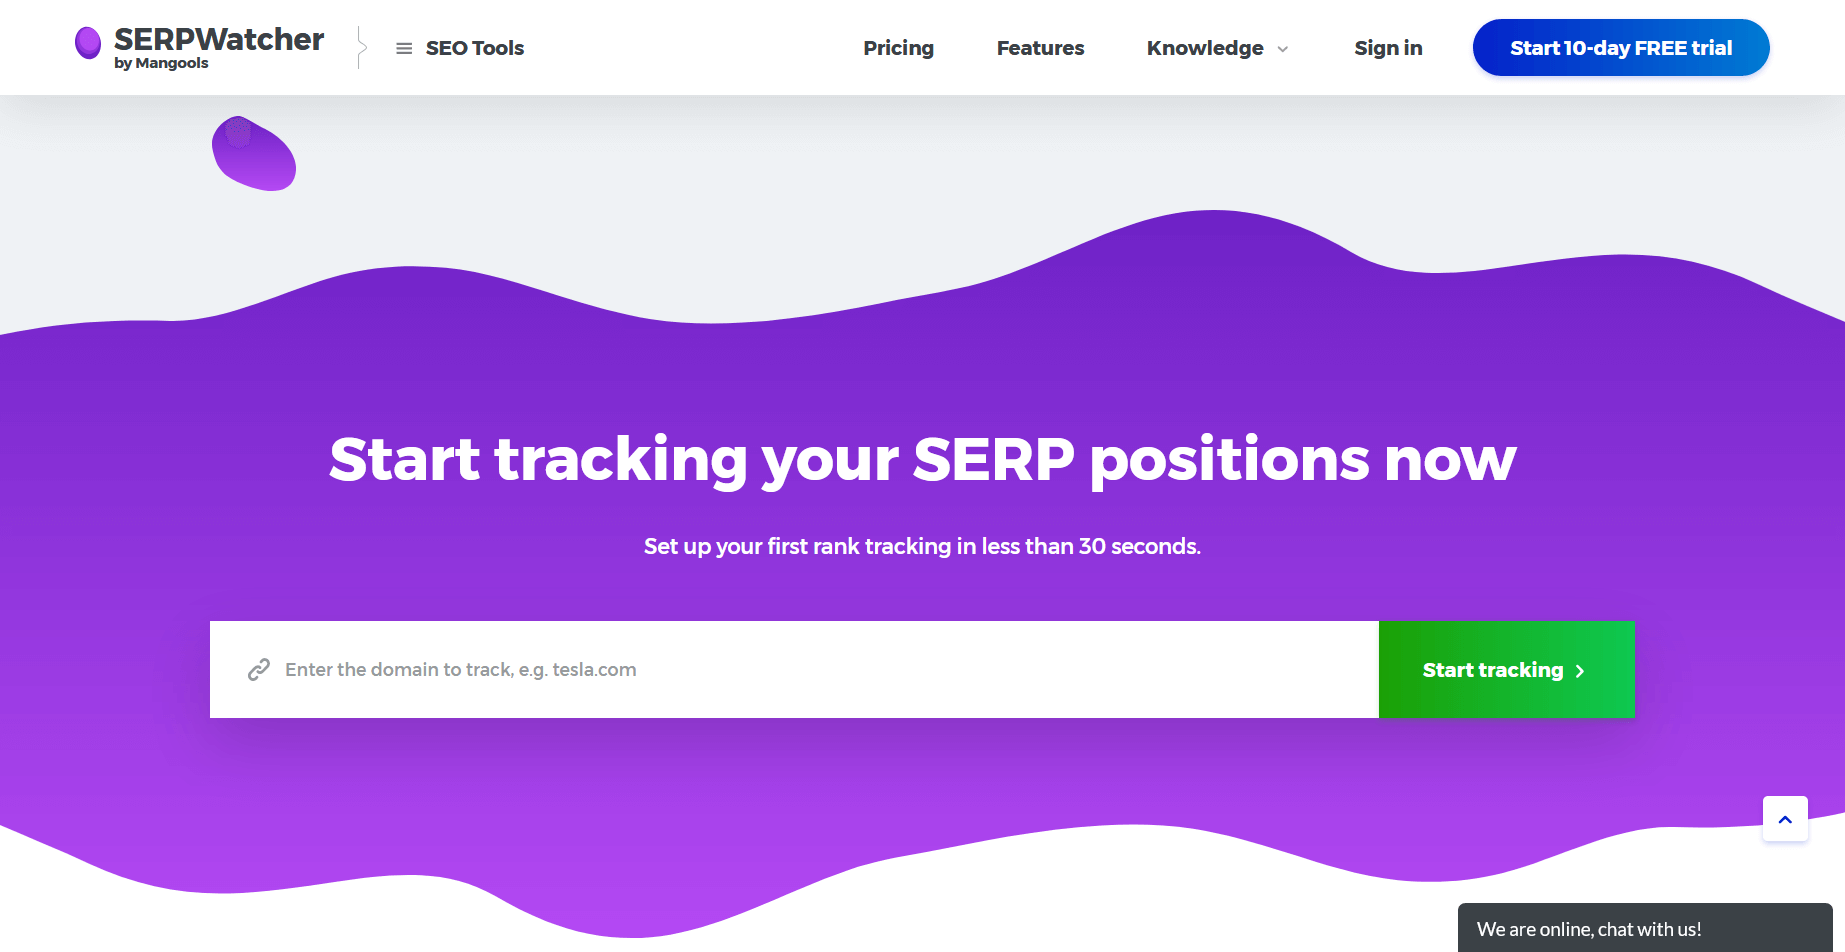 SERPWatcher
by Mangools
SEO Tools
Pricing
Features
Knowledge
Sign in
Start 10-day FREE trial
Start tracking your SERP positions now
Set up your first rank tracking in less than 30 seconds.
Enter the domain to track, e.g. tesla.com
Start tracking
We are online, chat with us!